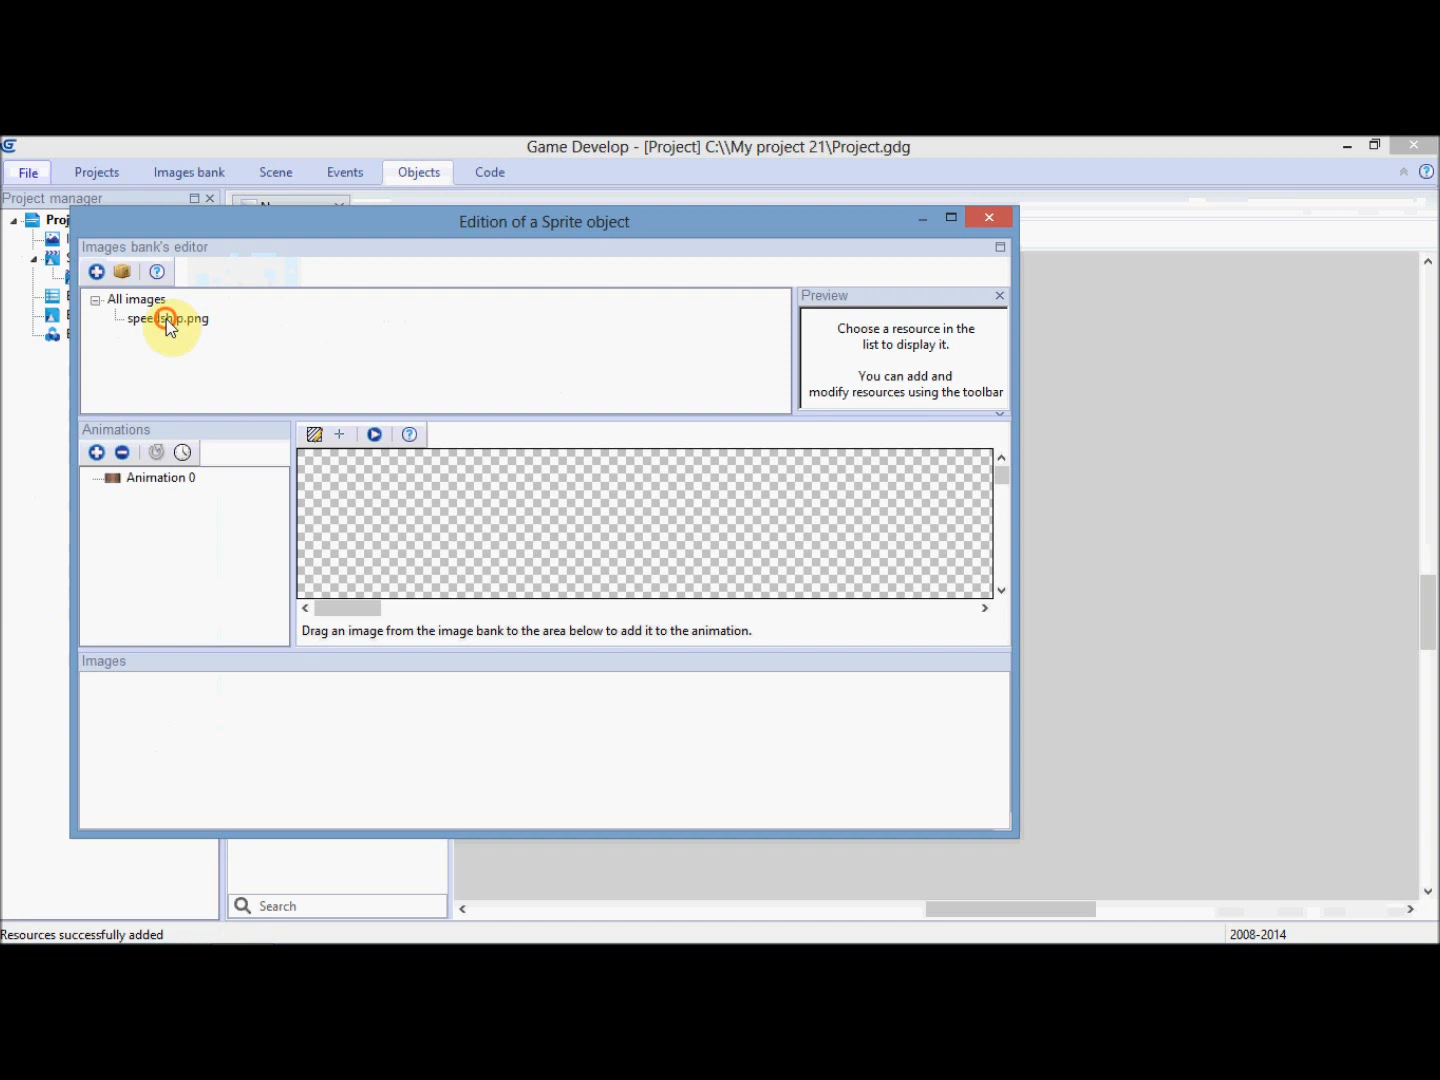 Game Develop - [Project] C:\\My project 21\Project.gdg
File Projects Images bank Scene Events Objects Code
Project manager
Proj
Edition of a Sprite object
Images bank's editor
All images
speedship.png
Preview
Choose a resource in the
list to display it.
You can add and
modify resources using the toolbar
Animations
Animation 0
Drag an image from the image bank to the area below to add it to the animation.
Images
Search
Resources successfully added
2008-2014